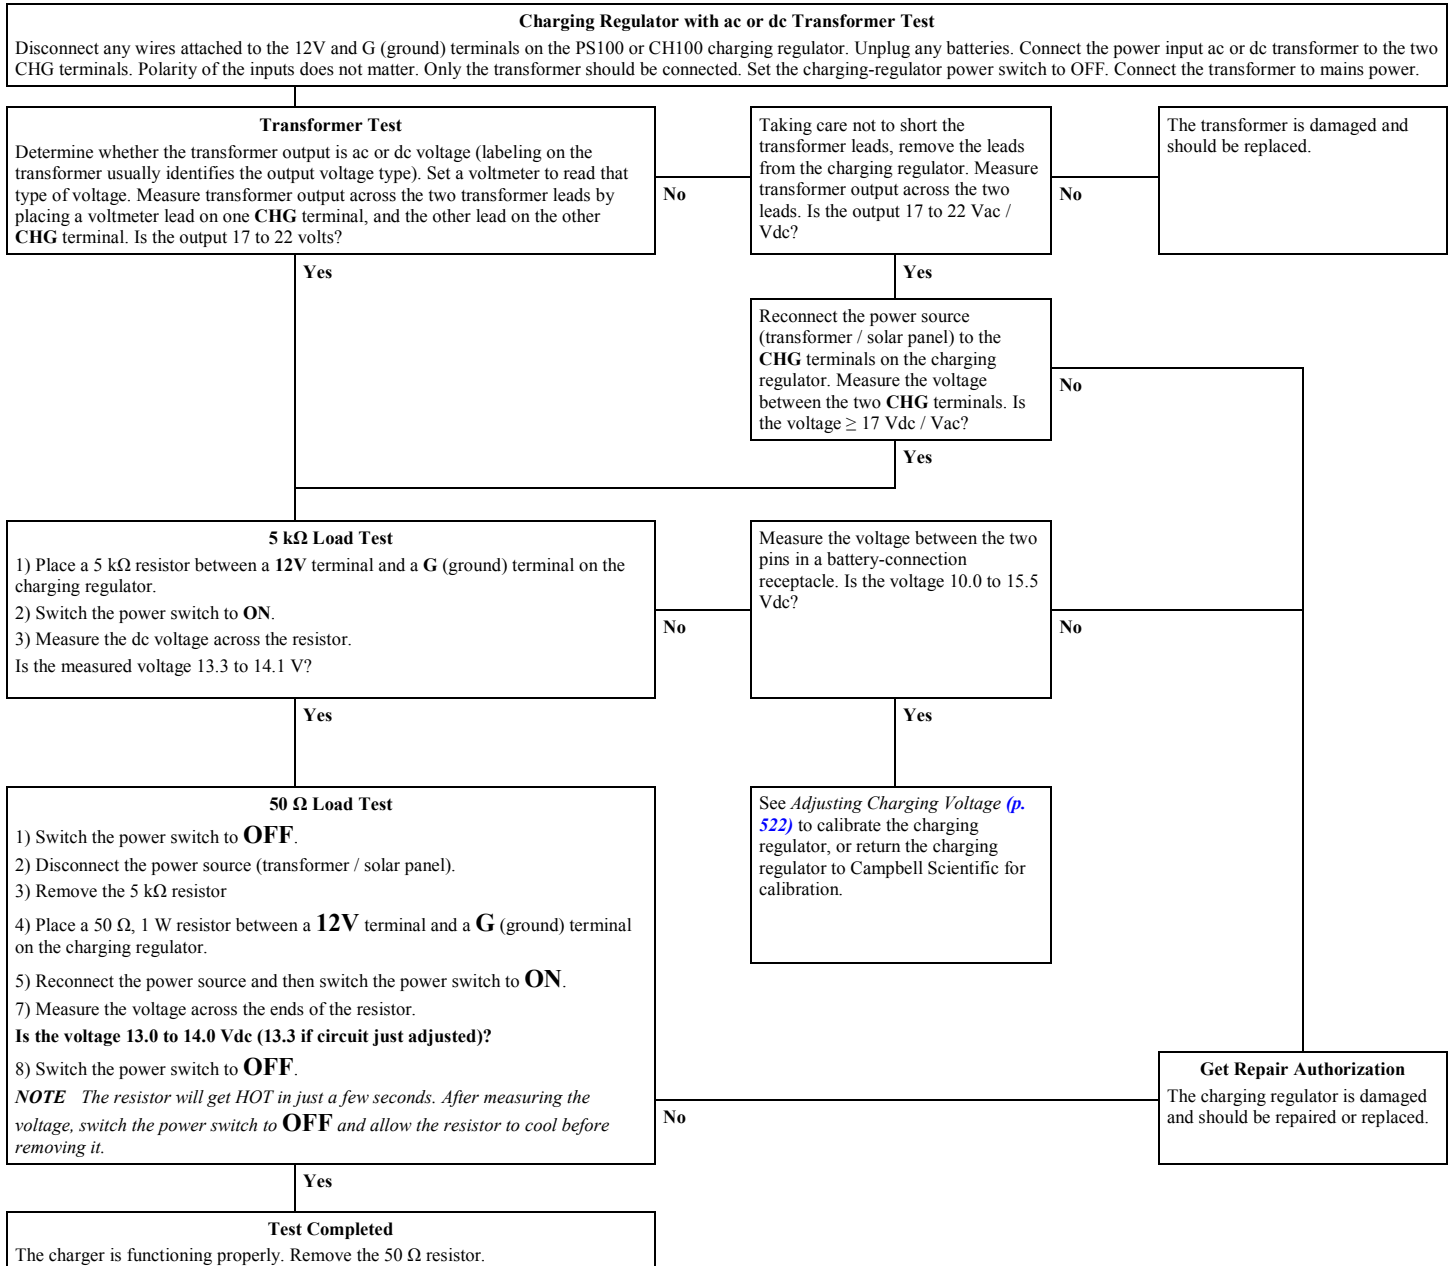 Charging Regulator with ac or dc Transformer Test
Disconnect any wires attached to the 12V and G (ground) terminals on the PS100 or CH100 charging regulator. Unplug any batteries. Connect the power input ac or dc transformer to the two
CHG terminals. Polarity of the inputs does not matter. Only the transformer should be connected. Set the charging-regulator power switch to OFF. Connect the transformer to mains power.
Transformer Test
Determine whether the transformer output is ac or dc voltage (labeling on the
transformer usually identifies the output voltage type). Set a voltmeter to read that
type of voltage. Measure transformer output across the two transformer leads by
placing a voltmeter lead on one CHG terminal, and the other lead on the other
CHG terminal. Is the output 17 to 22 volts?
No
Taking care not to short the
transformer leads, remove the leads
from the charging regulator. Measure
transformer output across the two
leads. Is the output 17 to 22 Vac /
Vdc?
No
The transformer is damaged and
should be replaced.
Yes
Yes
Reconnect the power source
(transformer / solar panel) to the
CHG terminals on the charging
regulator. Measure the voltage
between the two CHG terminals. Is
the voltage ≥ 17 Vdc / Vac?
No
Yes
5 kΩ Load Test
1) Place a 5 kΩ resistor between a 12V terminal and a G (ground) terminal on the
charging regulator.
2) Switch the power switch to ON.
3) Measure the dc voltage across the resistor.
Is the measured voltage 13.3 to 14.1 V?
No
Measure the voltage between the two
pins in a battery-connection
receptacle. Is the voltage 10.0 to 15.5
Vdc?
No
Yes
Yes
50 Ω Load Test
1) Switch the power switch to OFF.
2) Disconnect the power source (transformer / solar panel).
3) Remove the 5 kΩ resistor
4) Place a 50 Ω, 1 W resistor between a 12V terminal and a G (ground) terminal
on the charging regulator.
5) Reconnect the power source and then switch the power switch to ON.
7) Measure the voltage across the ends of the resistor.
Is the voltage 13.0 to 14.0 Vdc (13.3 if circuit just adjusted)?
8) Switch the power switch to OFF.
NOTE The resistor will get HOT in just a few seconds. After measuring the
voltage, switch the power switch to OFF and allow the resistor to cool before
removing it.
See Adjusting Charging Voltage (p.
522) to calibrate the charging
regulator, or return the charging
regulator to Campbell Scientific for
calibration.
No
Get Repair Authorization
The charging regulator is damaged
and should be repaired or replaced.
Yes
Test Completed
The charger is functioning properly. Remove the 50 Ω resistor.